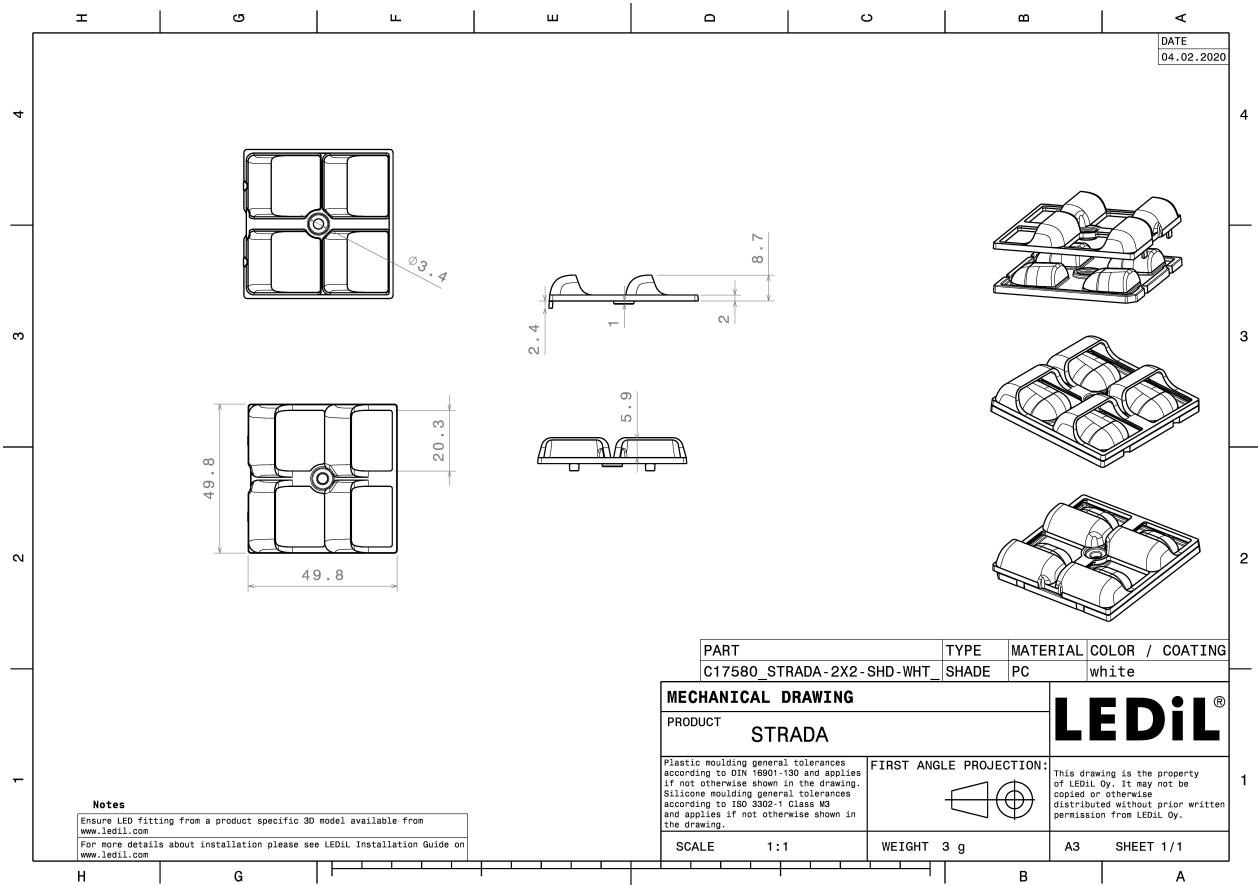 H G F E D C B A
DATE
04.02.2020
4 4
⌀3.4
8.7
2.4
1
2
3 3
5.9
20.3
49.8
49.8
2 2
PART TYPE MATERIAL COLOR / COATING
C17580_STRADA-2X2-SHD-WHT_ SHADE PC white
MECHANICAL DRAWING
LEDiL®
PRODUCT
STRADA
Plastic moulding general tolerances
according to DIN 16901-130 and applies
if not otherwise shown in the drawing.
Silicone moulding general tolerances
according to ISO 3302-1 Class M3
and applies if not otherwise shown in
the drawing.
FIRST ANGLE PROJECTION:
This drawing is the property
of LEDiL Oy. It may not be
copied or otherwise
distributed without prior written
permission from LEDiL Oy.
1 1
Notes
Ensure LED fitting from a product specific 3D model available from
www.ledil.com
For more details about installation please see LEDiL Installation Guide on
www.ledil.com
SCALE 1:1 WEIGHT 3 g A3 SHEET 1/1
H G B A